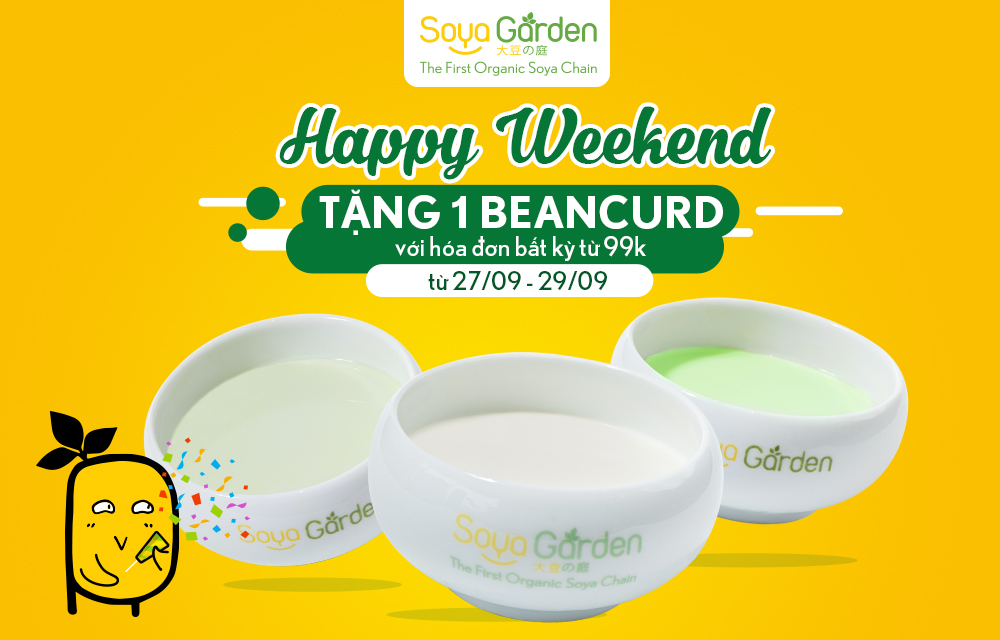 Soya Garden
大豆の庭
The First Organic Soya Chain
Happy Weekend
TẶNG 1 BEANCURD
với hóa đơn bất kỳ từ 99k
từ 27/09 - 29/09
Soya Garde
ya Garden
Soya Garden
大豆の庭
The First Organic Soya Chain